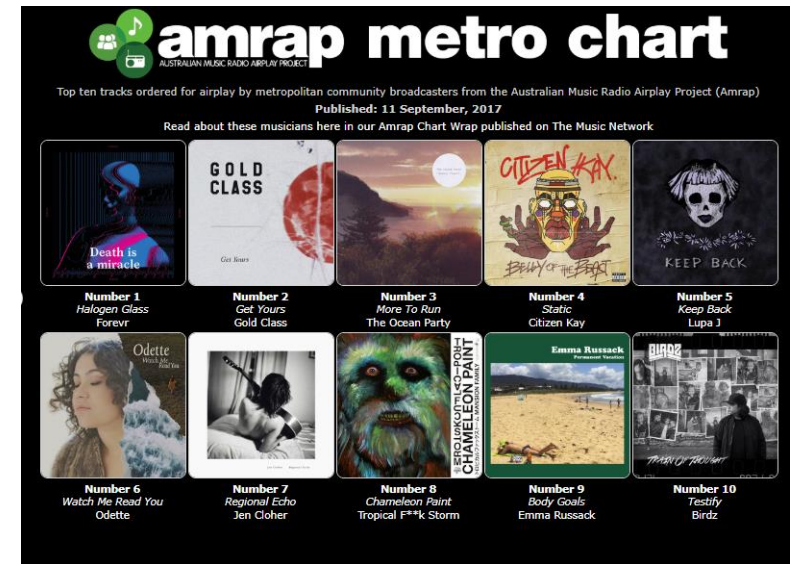 amrap metro chart
AUSTRALIAN MUSIC RADIO AIRPLAY PROJECT
Top ten tracks ordered for airplay by metropolitan community broadcasters from the Australian Music Radio Airplay Project (Amrap)
Published: 11 September, 2017
Read about these musicians here in our Amrap Chart Wrap published on The Music Network
Death is
a miracle
GOLD
CLASS
Get Yours
CITIZEN KAY.
BELLY OF THE BEAST
KEEP BACK
Number 1
Halogen Glass
Forevr
Number 2
Get Yours
Gold Class
Number 3
More To Run
The Ocean Party
Number 4
Static
Citizen Kay
Number 5
Keep Back
Lupa J
Odette
Watch Me
Read You
CHAMELEON PAINT
Emma Russack
Permanent Vacation
BIRDZ
TRAIN OF THOUGHT
Number 6
Watch Me Read You
Odette
Number 7
Regional Echo
Jen Cloher
Number 8
Chameleon Paint
Tropical F**k Storm
Number 9
Body Goals
Emma Russack
Number 10
Testify
Birdz